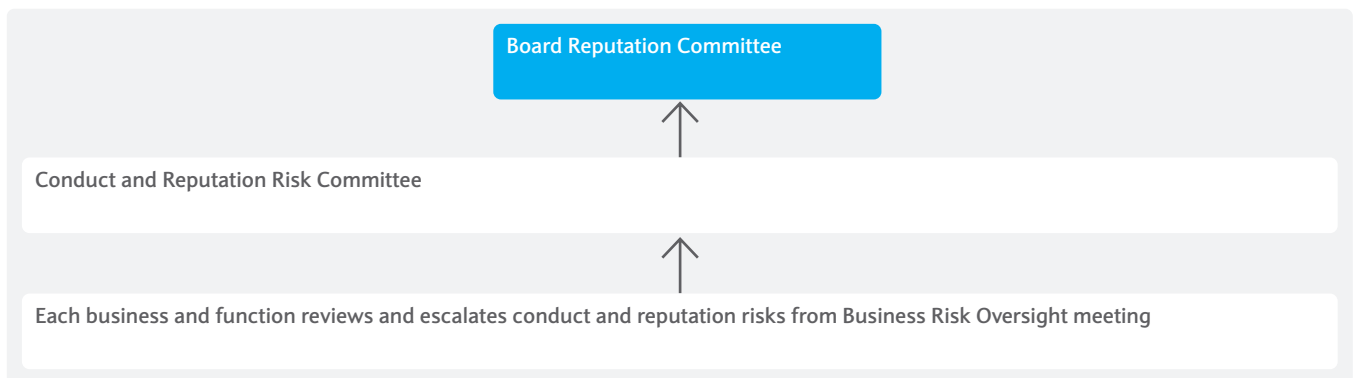 Board Reputation Committee
Conduct and Reputation Risk Committee
Each business and function reviews and escalates conduct and reputation risks from Business Risk Oversight meeting